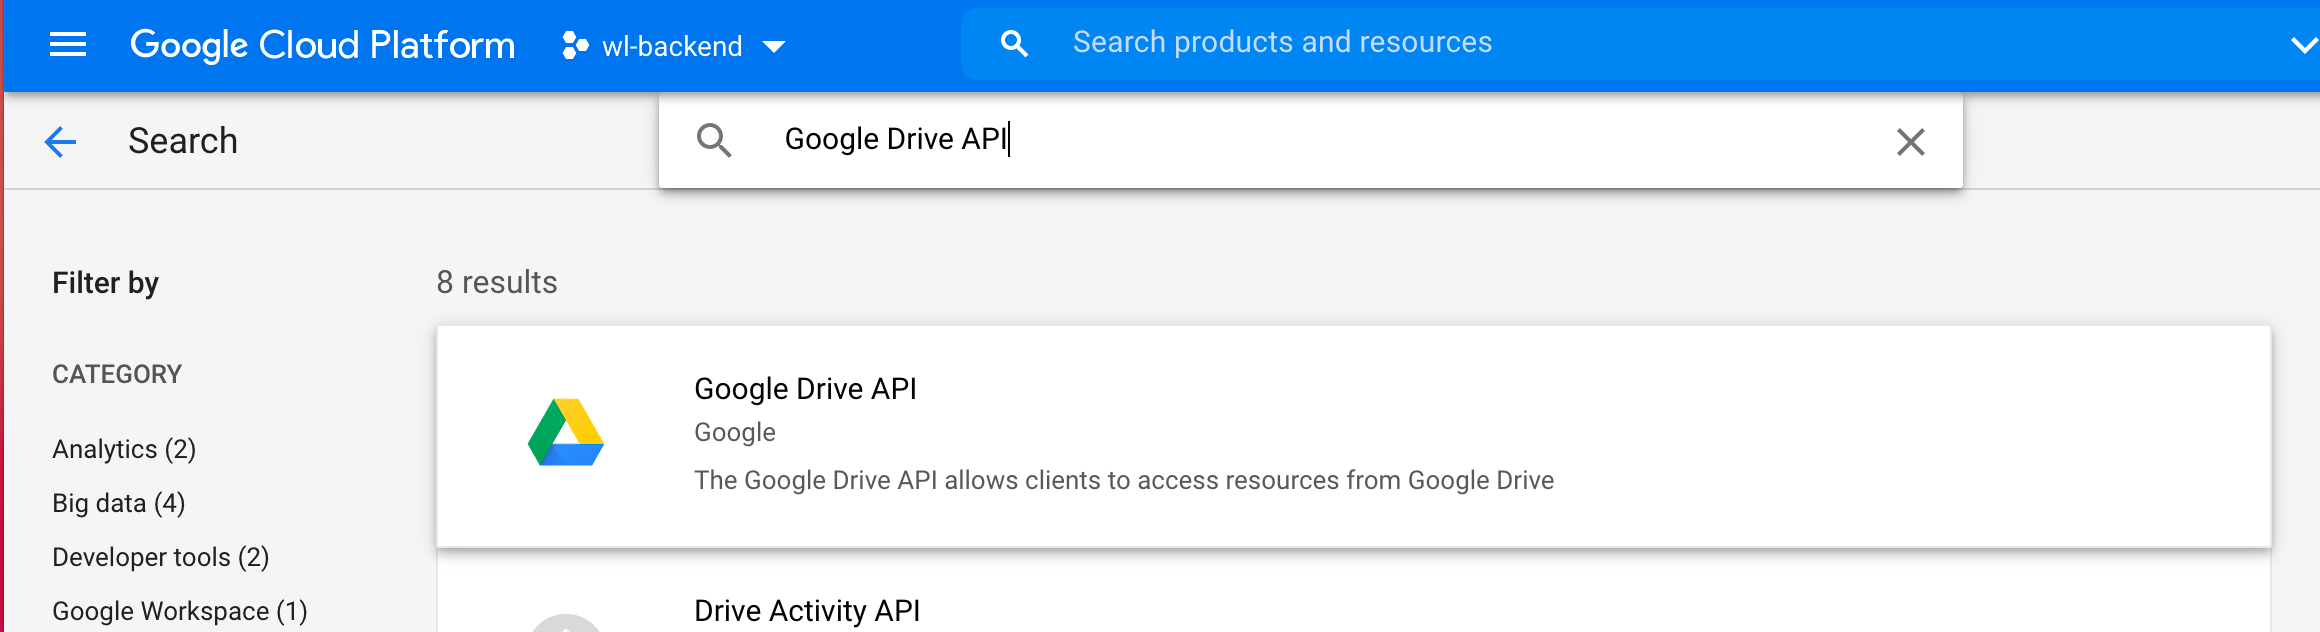 Google Cloud Platform
wl-backend
Search products and resources
Search
Google Drive API
Filter by
8 results
CATEGORY
Analytics (2)
Big data (4)
Developer tools (2)
Google Workspace (1)
Google Drive API
Google
The Google Drive API allows clients to access resources from Google Drive
Drive Activity API